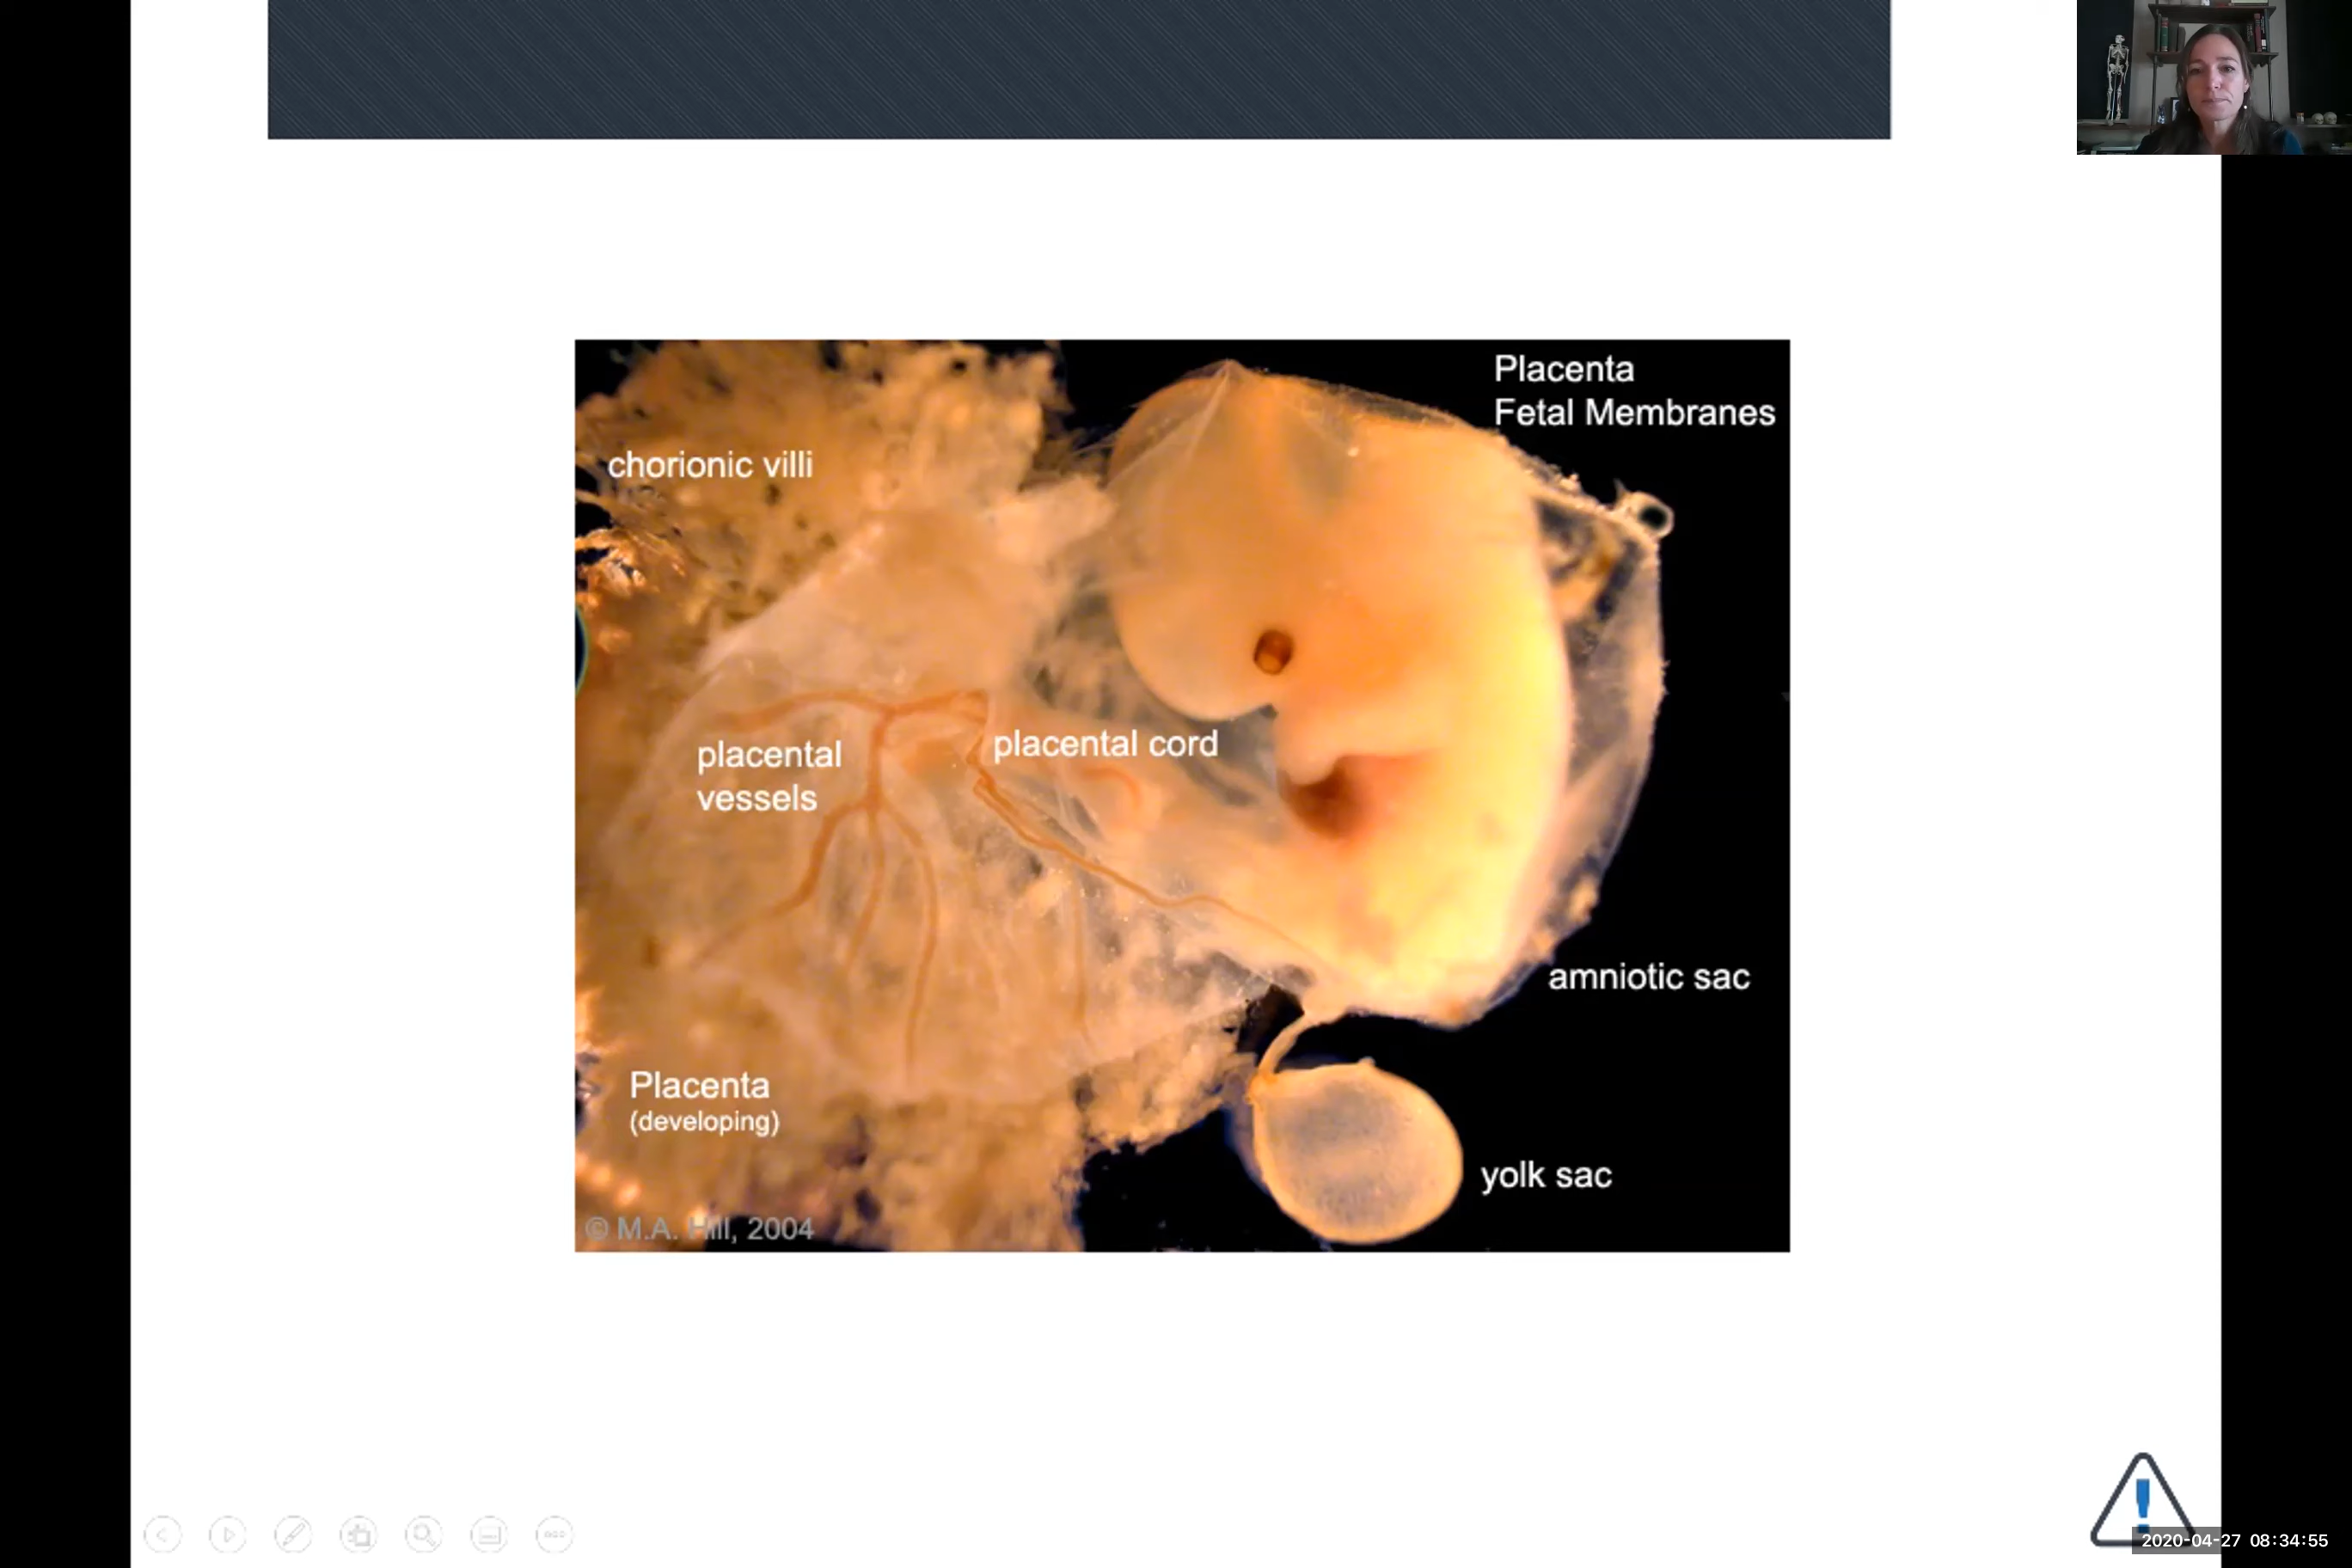 Placenta
Fetal Membranes
chorionic villi
placental cord
placental
vessels
amniotic sac
Placenta
(developing)
yolk sac
© M.A. Hill, 2004
2020-04-27 08:34:55